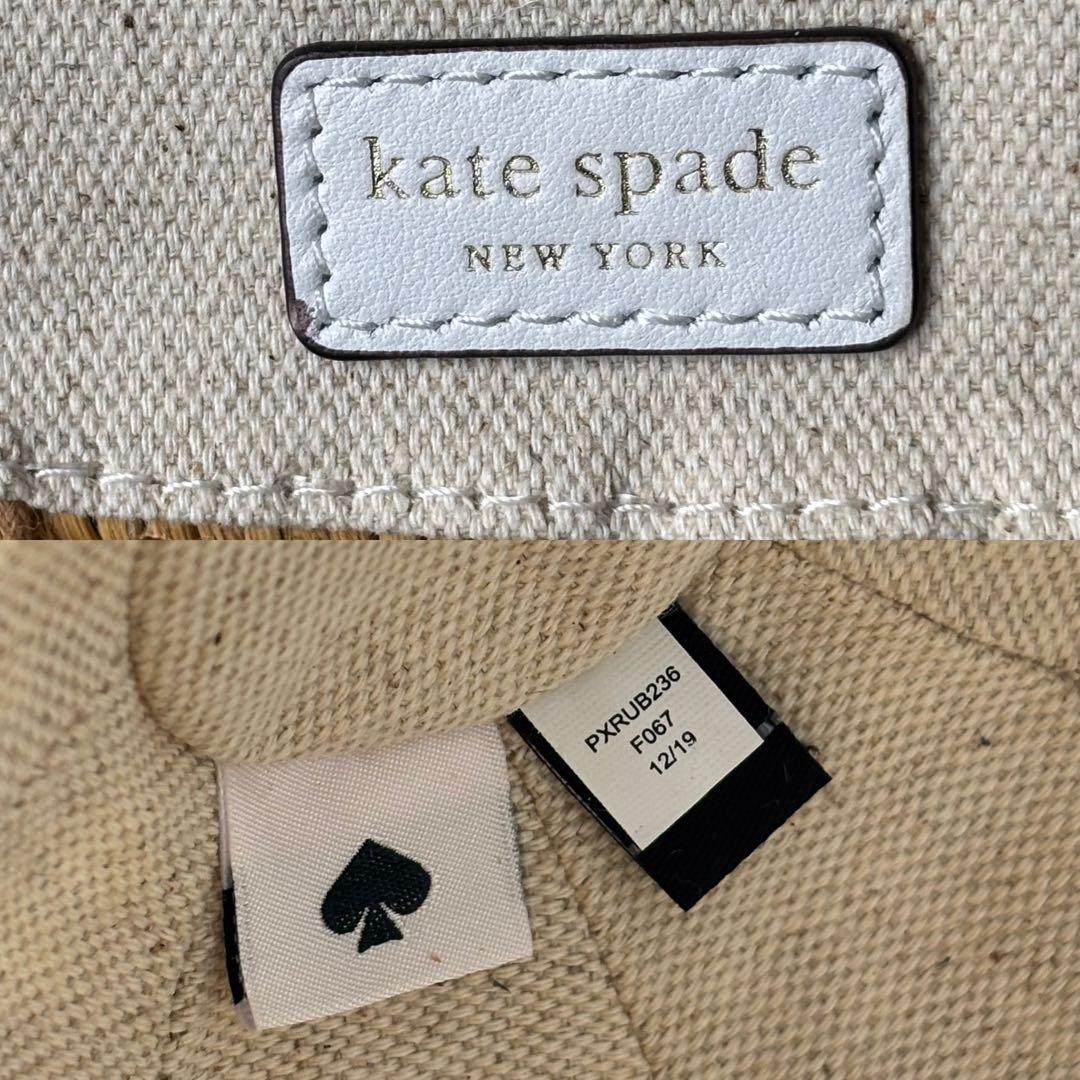 kate spade
NEW YORK
PXRUB236
F067
12/19